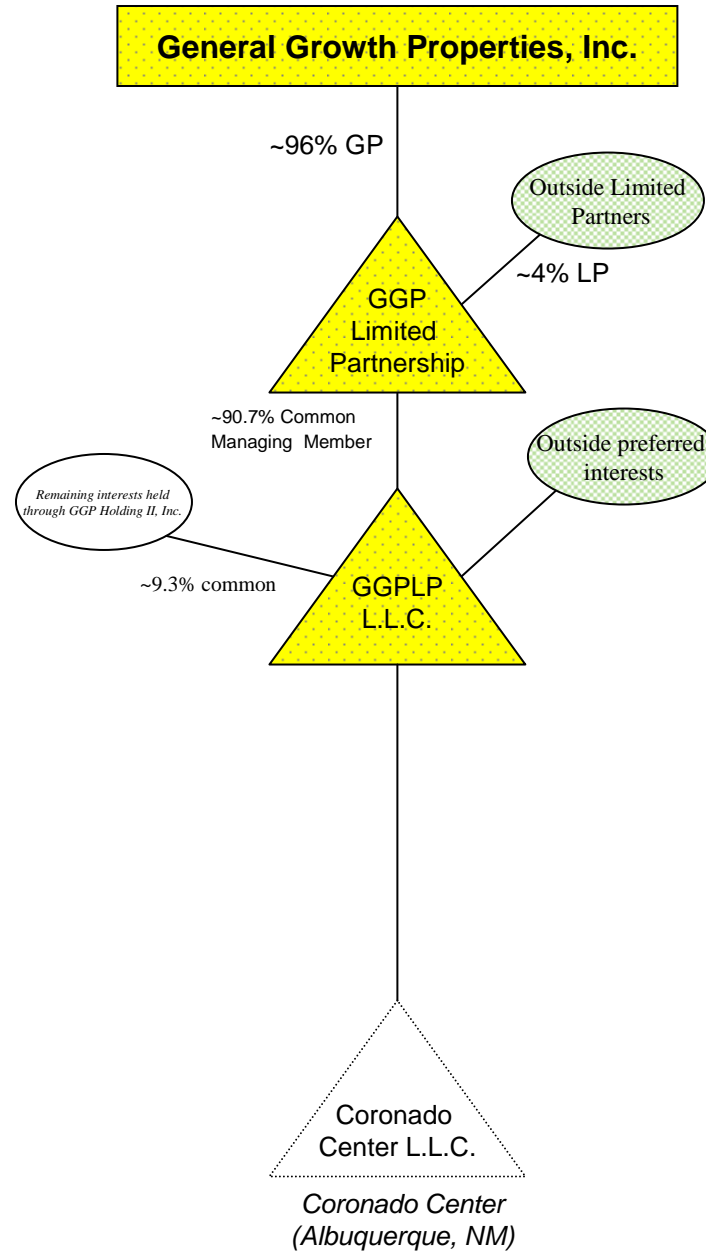 General Growth Properties, Inc.
~96% GP
Outside Limited
Partners
~4% LP
GGP
Limited
Partnership
~90.7% Common
Managing Member
Outside preferred
interests
Remaining interests held
through GGP Holding II, Inc.
~9.3% common
GGPLP
L.L.C.
Coronado
Center L.L.C.
Coronado Center
(Albuquerque, NM)